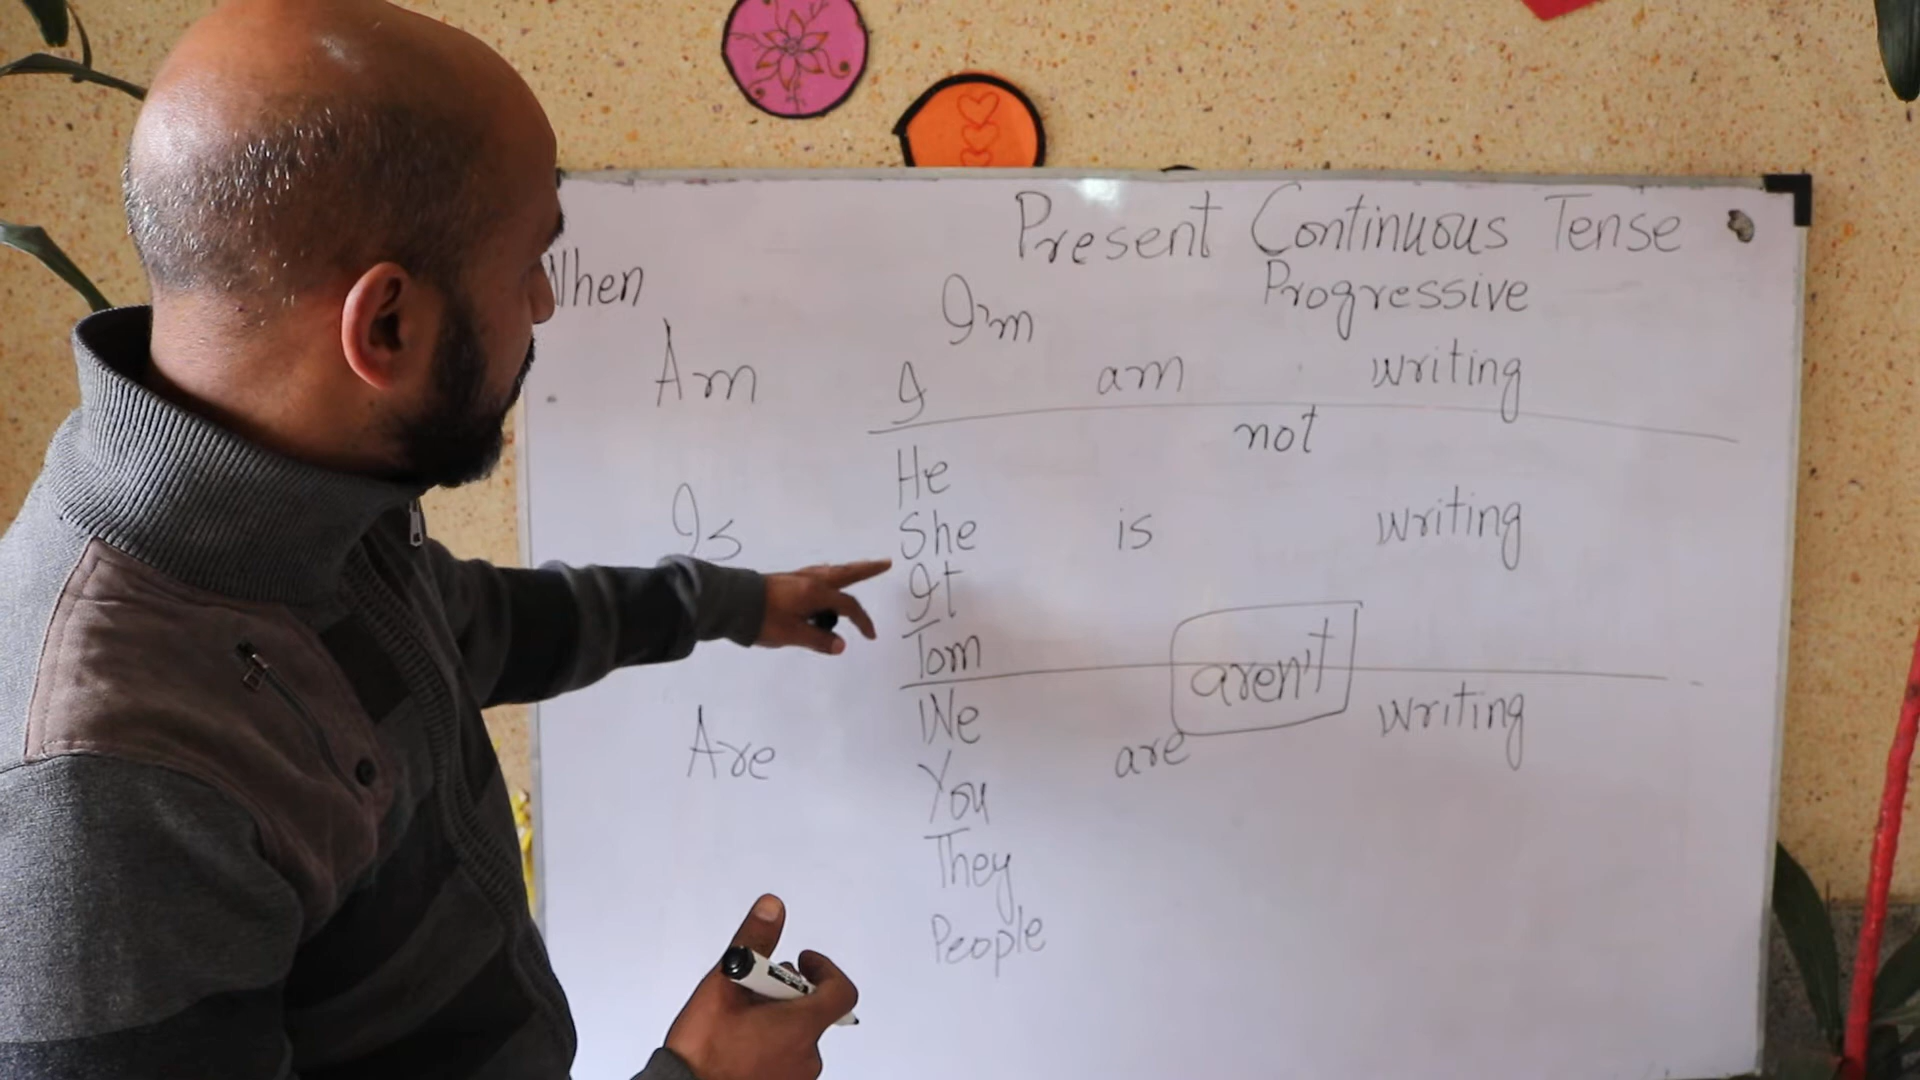 Present Continuous Tense
When Progressive
I'm
Am I am writing
not
He
Is She is writing
It
Tom
aren't
We writing
Are are
You
They
People